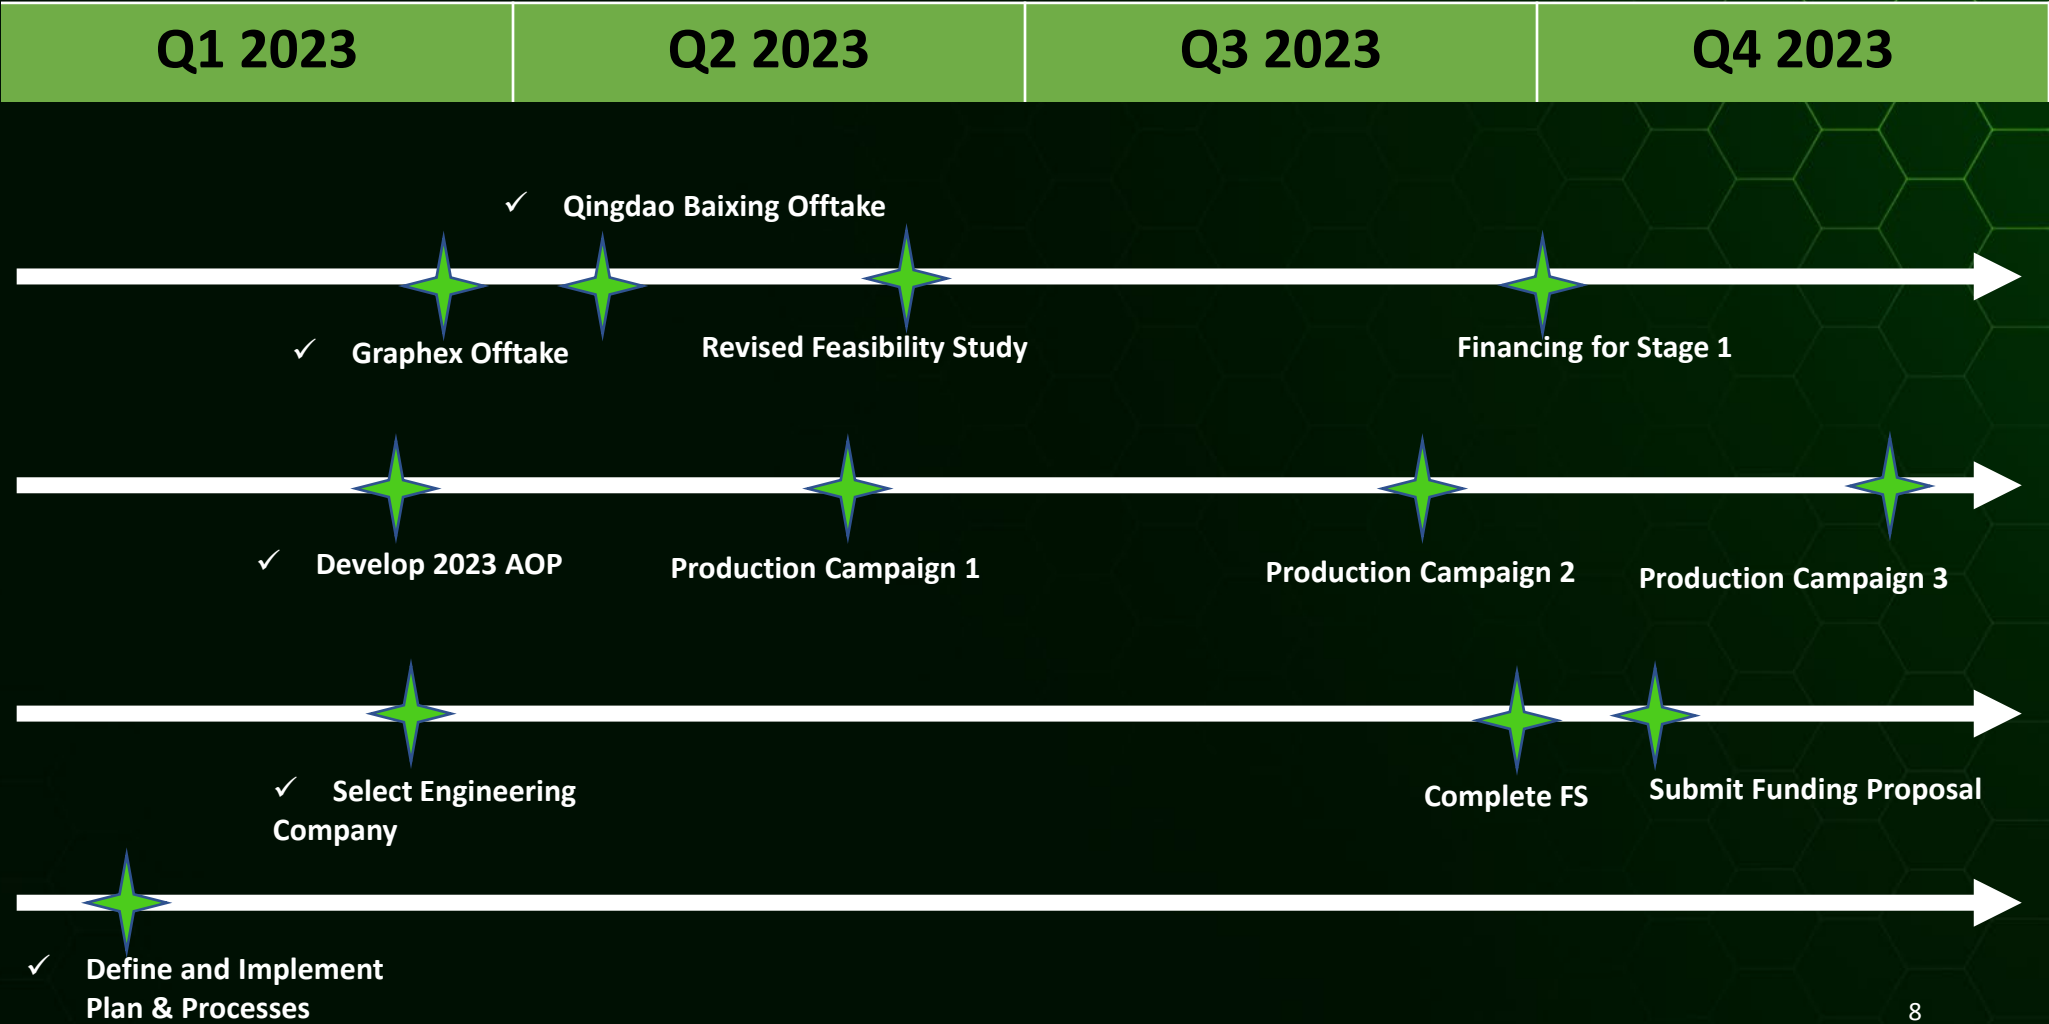 Q1 2023
Q2 2023
Q3 2023
Q4 2023
✓ Qingdao Baixing Offtake
✓ Graphex Offtake
Revised Feasibility Study
Financing for Stage 1
✓ Develop 2023 AOP
Production Campaign 1
Production Campaign 2
Production Campaign 3
✓ Select Engineering
Company
Complete FS
Submit Funding Proposal
✓ Define and Implement
Plan & Processes
8